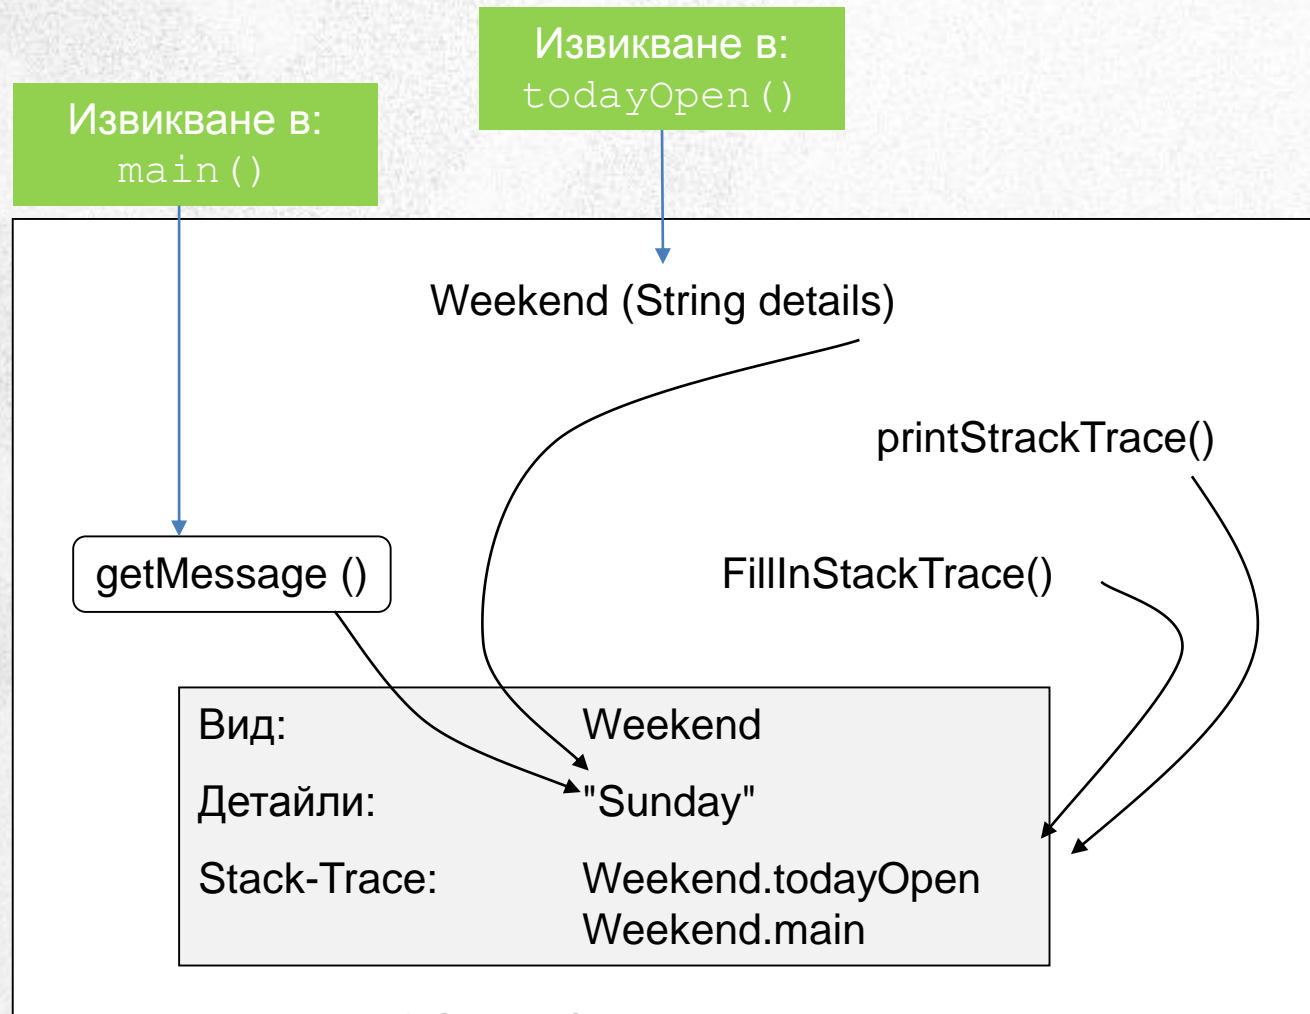 Извикване в:
todayOpen()
Извикване в:
main()
Weekend (String details)
printStrackTrace()
getMessage ()
FillInStackTrace()
Вид: Weekend
Детайли: "Sunday"
Stack-Trace: Weekend.todayOpen
Weekend.main